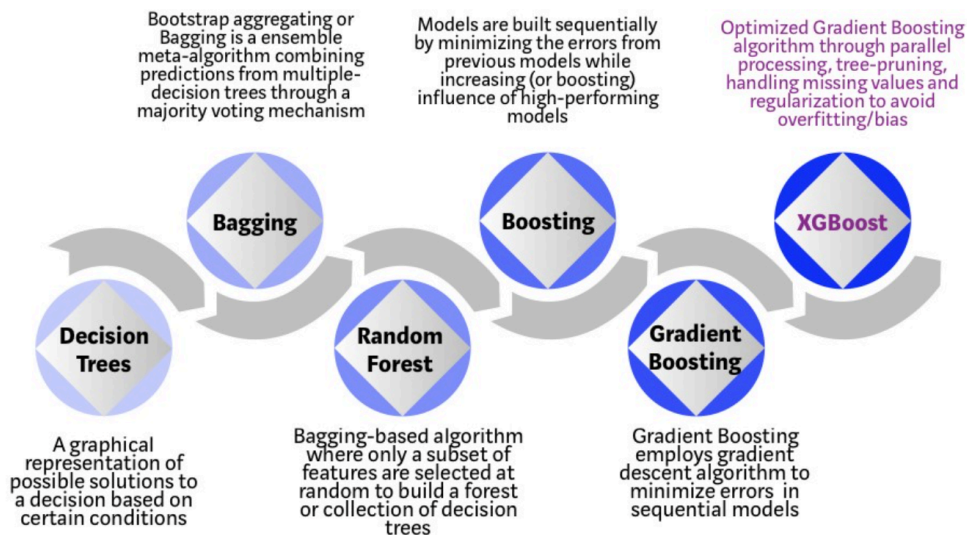 Bootstrap aggregating or
Bagging is a ensemble
meta-algorithm combining
predictions from multiple-
decision trees through a
majority voting mechanism
Models are built sequentially
by minimizing the errors from
previous models while
increasing (or boosting)
influence of high-performing
models
Optimized Gradient Boosting
algorithm through parallel
processing, tree-pruning,
handling missing values and
regularization to avoid
overfitting/bias
Bagging
Boosting
XGBoost
Decision
Trees
Random
Forest
Gradient
Boosting
A graphical
representation of
possible solutions to
a decision based on
certain conditions
Bagging-based algorithm
where only a subset of
features are selected at
random to build a forest
or collection of decision
trees
Gradient Boosting
employs gradient
descent algorithm to
minimize errors in
sequential models